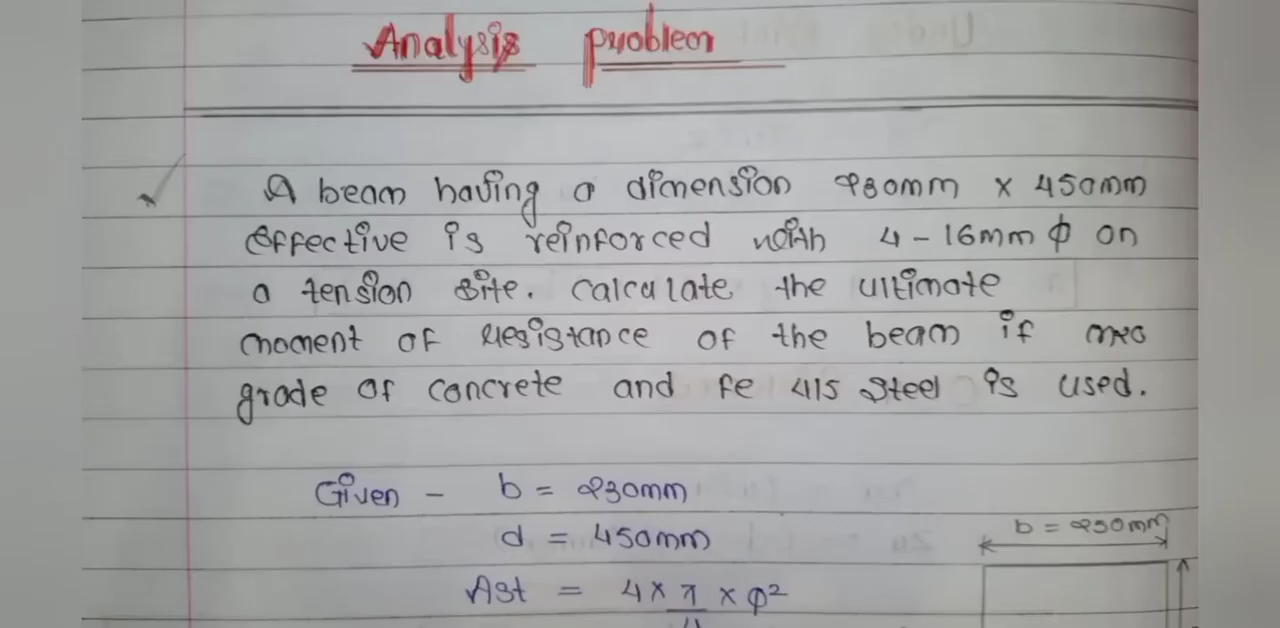 Analysis problem
A beam having a dimension 230mm x 450mm
effective is reinforced with 4-16mm ϕ on
a tension site. calculate the ultimate
moment of resistance of the beam if m20
grade of concrete and fe 415 steel is used.
Given - b = 230mm
d = 450mm
b = 230mm
Ast = 4 x π x ϕ²
4